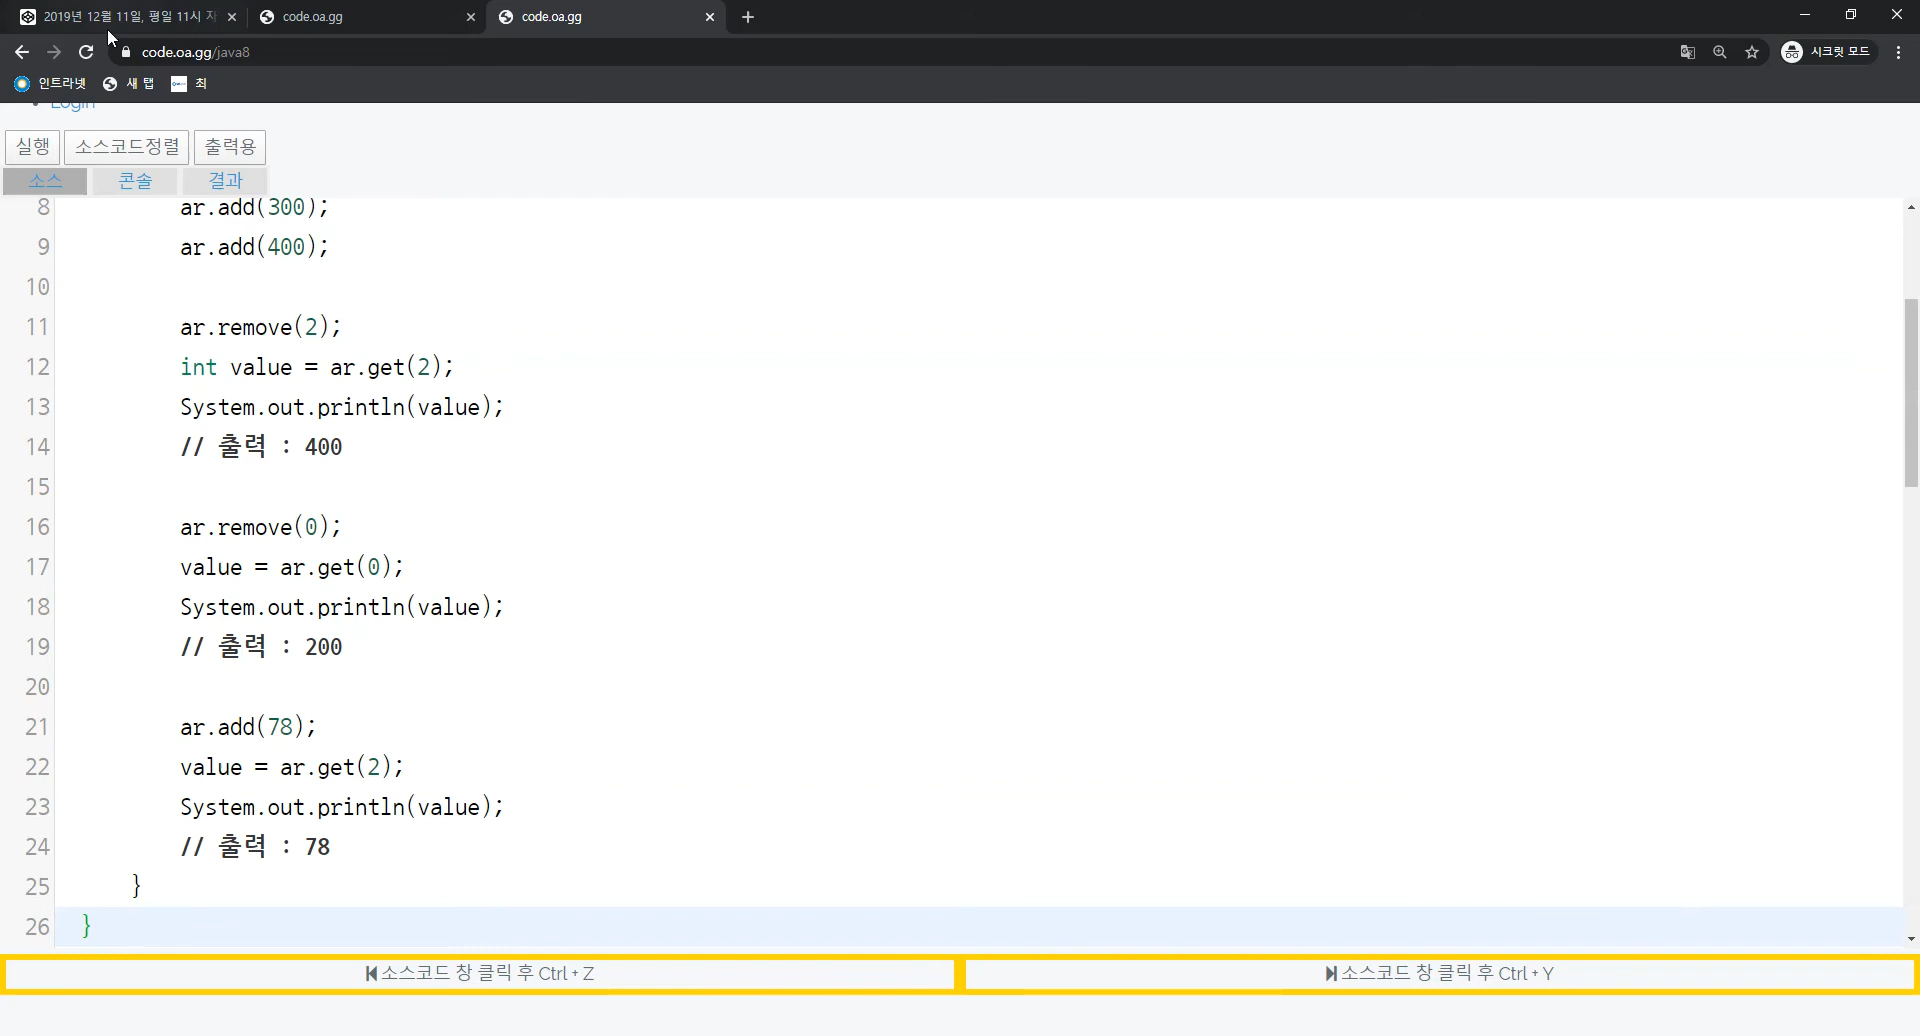 2019년 12월 11일, 평일 11시 자
code.oa.gg
code.oa.gg
code.oa.gg/java8
시크릿 모드
인트라넷
새 탭
최
Login
실행
소스코드정렬
출력용
소스
콘솔
결과
8 ar.add(300);
9 ar.add(400);
10
11 ar.remove(2);
12 int value = ar.get(2);
13 System.out.println(value);
14 // 출력 : 400
15
16 ar.remove(0);
17 value = ar.get(0);
18 System.out.println(value);
19 // 출력 : 200
20
21 ar.add(78);
22 value = ar.get(2);
23 System.out.println(value);
24 // 출력 : 78
25 }
26 }
소스코드 창 클릭 후 Ctrl + Z
소스코드 창 클릭 후 Ctrl + Y